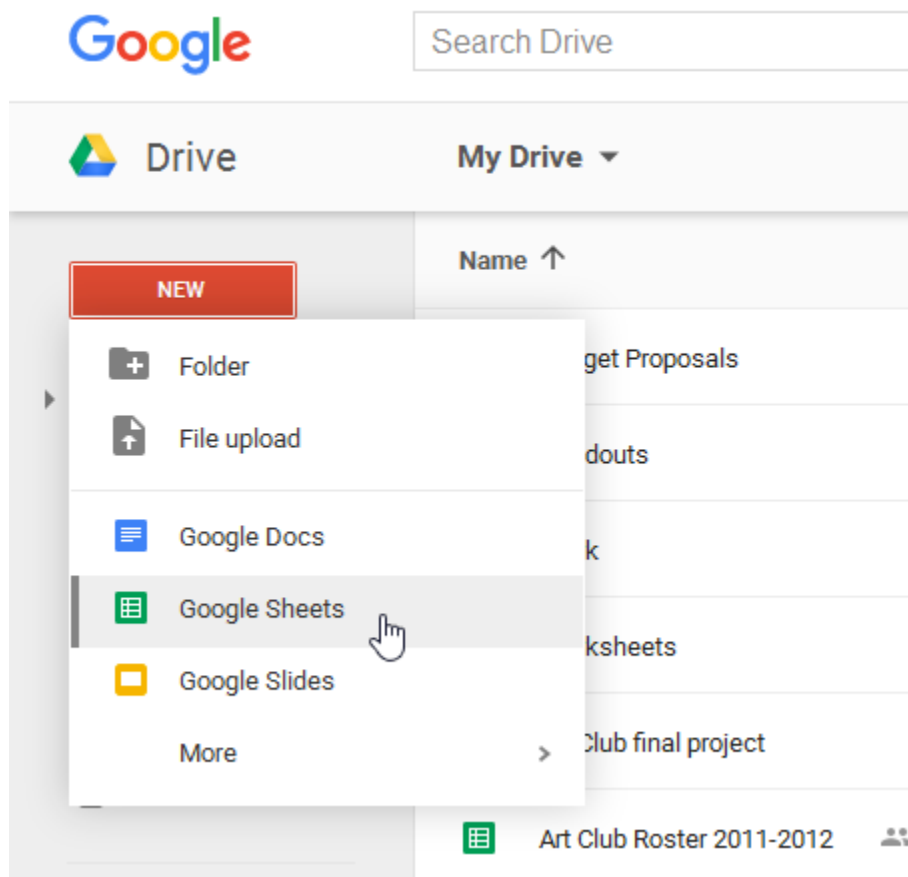 Google
Search Drive
Drive
My Drive
Name
NEW
Folder
get Proposals
File upload
douts
Google Docs
k
Google Sheets
ksheets
Google Slides
Club final project
More
Art Club Roster 2011-2012